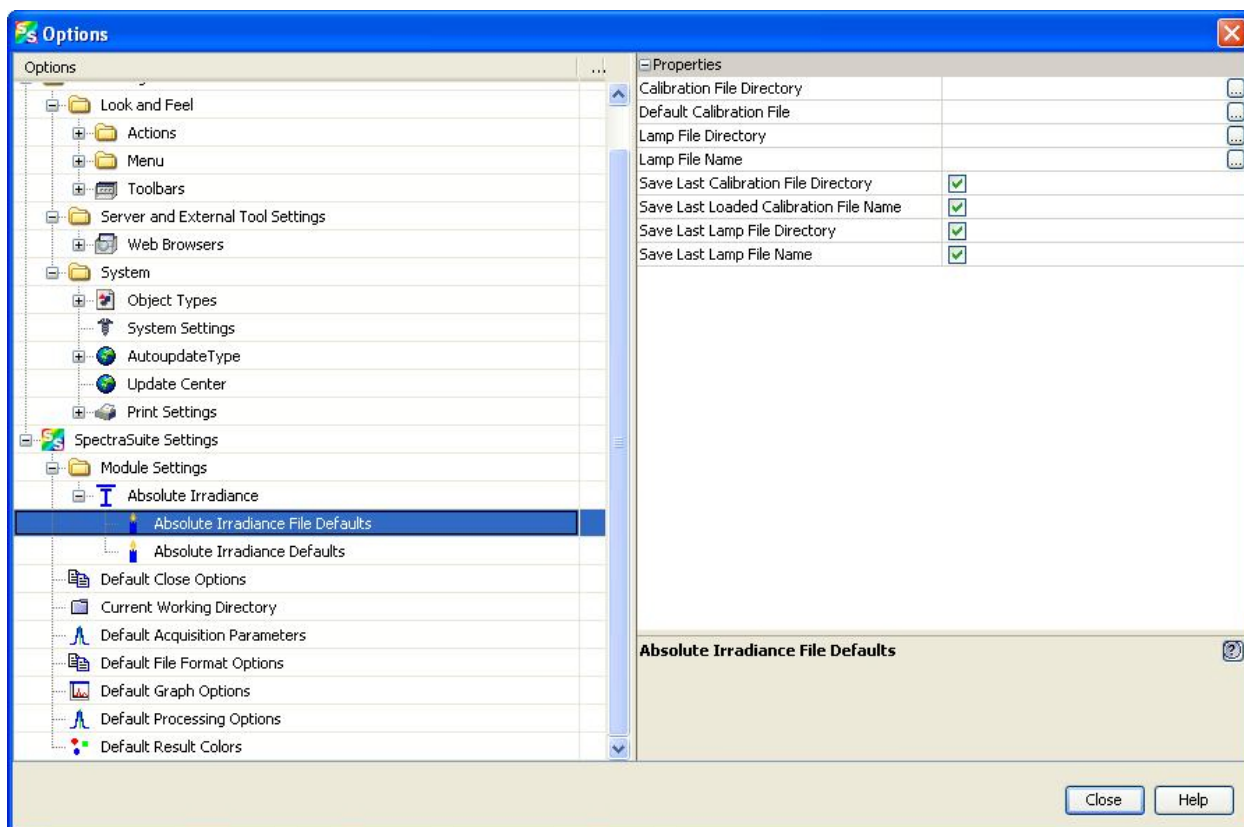 Options
Options
...
Look and Feel
Actions
Menu
Toolbars
Server and External Tool Settings
Web Browsers
System
Object Types
System Settings
AutoupdateType
Update Center
Print Settings
SpectraSuite Settings
Module Settings
Absolute Irradiance
Absolute Irradiance File Defaults
Absolute Irradiance Defaults
Default Close Options
Current Working Directory
Default Acquisition Parameters
Default File Format Options
Default Graph Options
Default Processing Options
Default Result Colors
Properties
Calibration File Directory ...
Default Calibration File ...
Lamp File Directory ...
Lamp File Name ...
Save Last Calibration File Directory
Save Last Loaded Calibration File Name
Save Last Lamp File Directory
Save Last Lamp File Name
Absolute Irradiance File Defaults
?
Close
Help